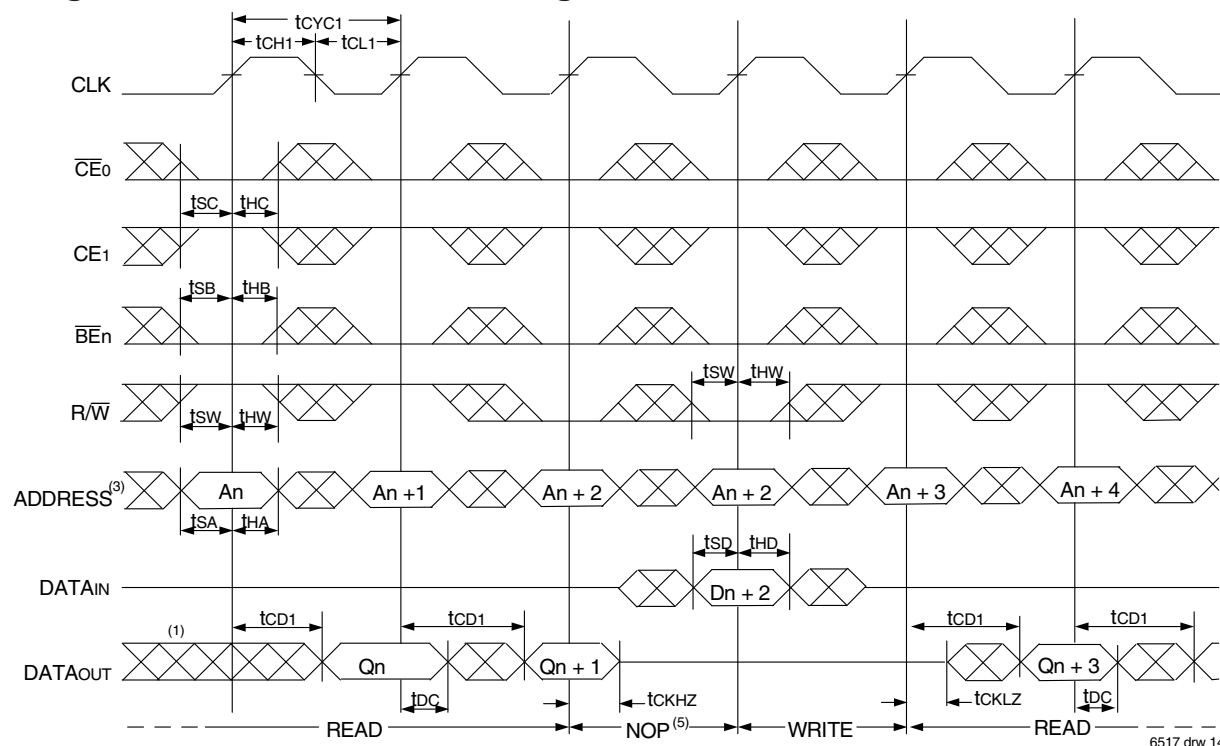 tCYC1
tCH1 tCL1
CLK
CE0
tSC tHC
CE1
tSB tHB
BEn
tSW tHW
R/W
tSW tHW
ADDRESS(3) An An +1 An + 2 An + 2 An + 3 An + 4
tSA tHA
tSD tHD
DATAIN Dn + 2
tCD1 tCD1 tCD1 tCD1
(1)
DATAOUT Qn Qn + 1 Qn + 3
tDC tCKHZ tCKLZ tDC
READ NOP(5) WRITE READ
6517 drw 14